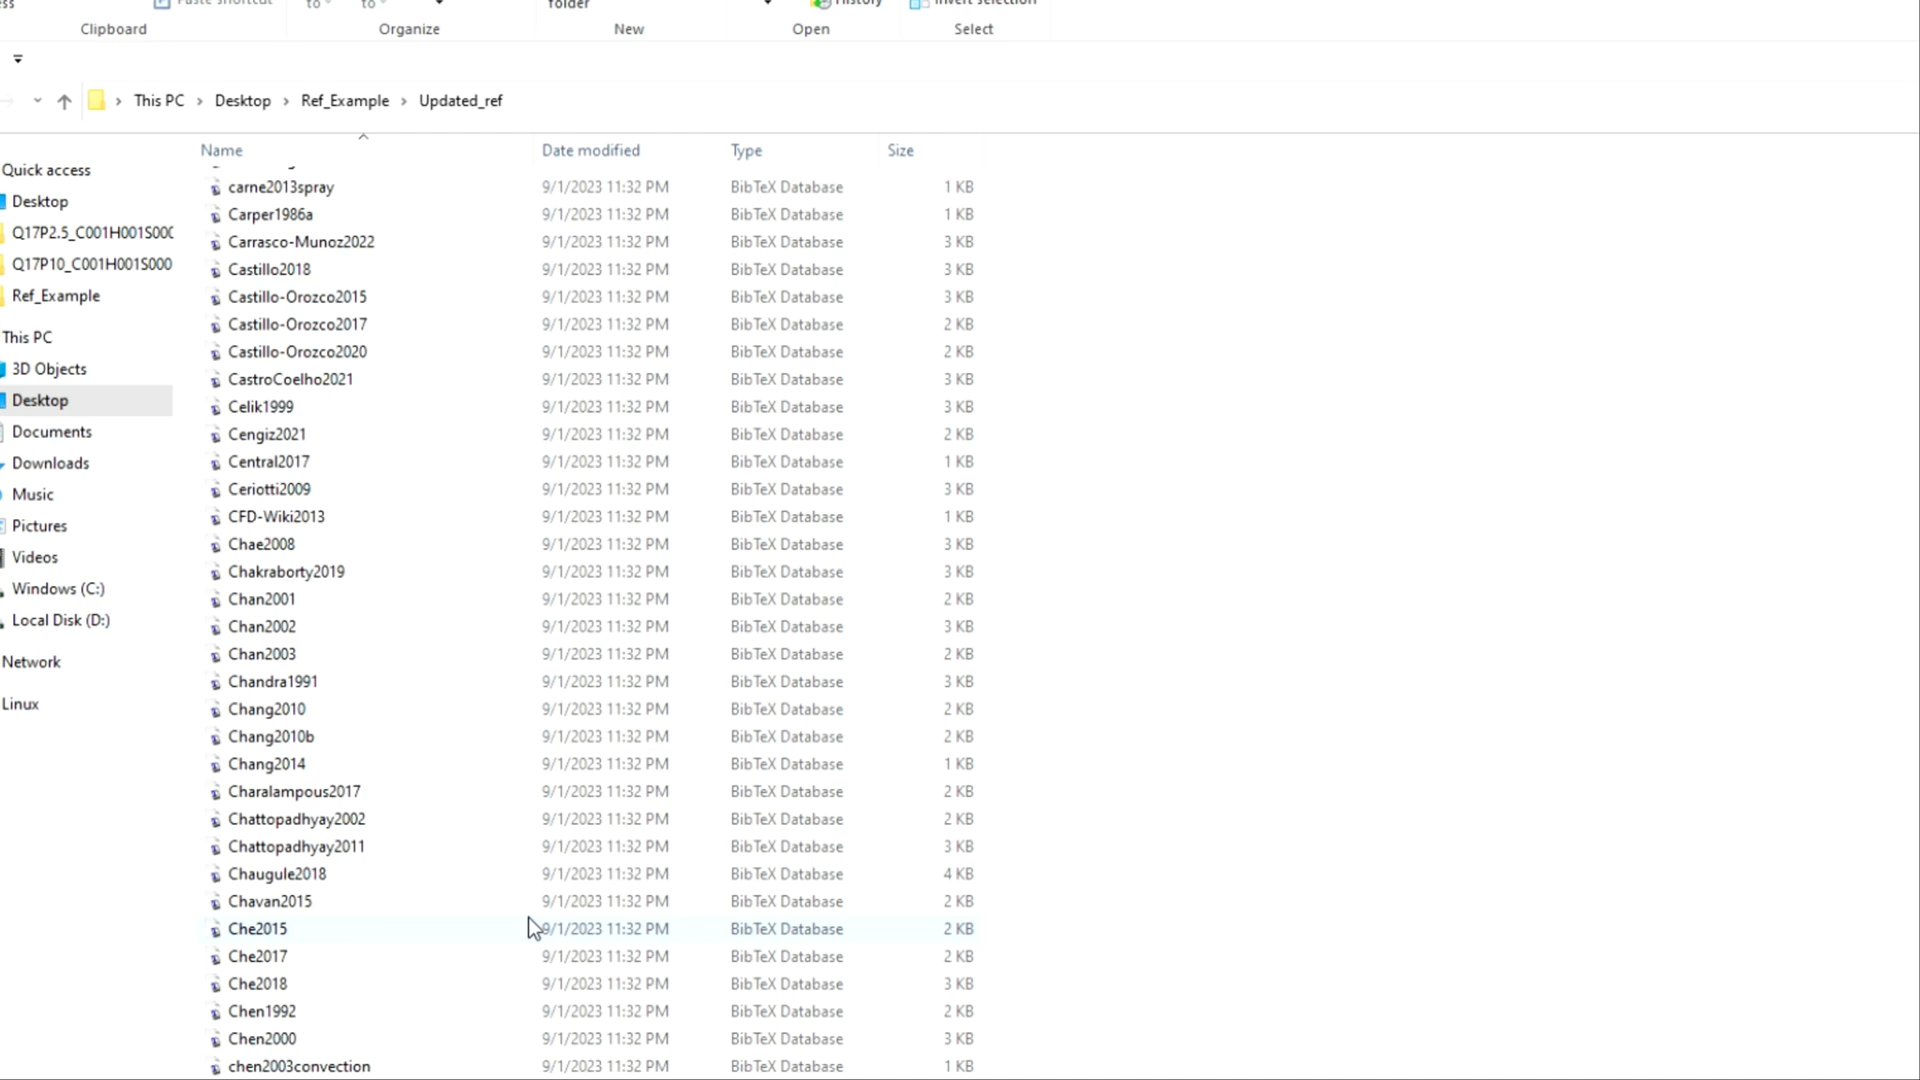 Paste shortcut
to
to
folder
History
Invert selection
Clipboard
Organize
New
Open
Select
This PC
Desktop
Ref_Example
Updated_ref
Name
Date modified
Type
Size
Quick access
Desktop
Q17P2.5_C001H001S000
Q17P10_C001H001S000
Ref_Example
This PC
3D Objects
Desktop
Documents
Downloads
Music
Pictures
Videos
Windows (C:)
Local Disk (D:)
Network
Linux
carne2013spray 9/1/2023 11:32 PM BibTeX Database 1 KB
Carper1986a 9/1/2023 11:32 PM BibTeX Database 1 KB
Carrasco-Munoz2022 9/1/2023 11:32 PM BibTeX Database 3 KB
Castillo2018 9/1/2023 11:32 PM BibTeX Database 3 KB
Castillo-Orozco2015 9/1/2023 11:32 PM BibTeX Database 3 KB
Castillo-Orozco2017 9/1/2023 11:32 PM BibTeX Database 2 KB
Castillo-Orozco2020 9/1/2023 11:32 PM BibTeX Database 2 KB
CastroCoelho2021 9/1/2023 11:32 PM BibTeX Database 3 KB
Celik1999 9/1/2023 11:32 PM BibTeX Database 3 KB
Cengiz2021 9/1/2023 11:32 PM BibTeX Database 2 KB
Central2017 9/1/2023 11:32 PM BibTeX Database 1 KB
Ceriotti2009 9/1/2023 11:32 PM BibTeX Database 3 KB
CFD-Wiki2013 9/1/2023 11:32 PM BibTeX Database 1 KB
Chae2008 9/1/2023 11:32 PM BibTeX Database 3 KB
Chakraborty2019 9/1/2023 11:32 PM BibTeX Database 3 KB
Chan2001 9/1/2023 11:32 PM BibTeX Database 2 KB
Chan2002 9/1/2023 11:32 PM BibTeX Database 3 KB
Chan2003 9/1/2023 11:32 PM BibTeX Database 2 KB
Chandra1991 9/1/2023 11:32 PM BibTeX Database 3 KB
Chang2010 9/1/2023 11:32 PM BibTeX Database 2 KB
Chang2010b 9/1/2023 11:32 PM BibTeX Database 2 KB
Chang2014 9/1/2023 11:32 PM BibTeX Database 1 KB
Charalampous2017 9/1/2023 11:32 PM BibTeX Database 2 KB
Chattopadhyay2002 9/1/2023 11:32 PM BibTeX Database 2 KB
Chattopadhyay2011 9/1/2023 11:32 PM BibTeX Database 3 KB
Chaugule2018 9/1/2023 11:32 PM BibTeX Database 4 KB
Chavan2015 9/1/2023 11:32 PM BibTeX Database 2 KB
Che2015 9/1/2023 11:32 PM BibTeX Database 2 KB
Che2017 9/1/2023 11:32 PM BibTeX Database 2 KB
Che2018 9/1/2023 11:32 PM BibTeX Database 3 KB
Chen1992 9/1/2023 11:32 PM BibTeX Database 2 KB
Chen2000 9/1/2023 11:32 PM BibTeX Database 3 KB
chen2003convection 9/1/2023 11:32 PM BibTeX Database 1 KB